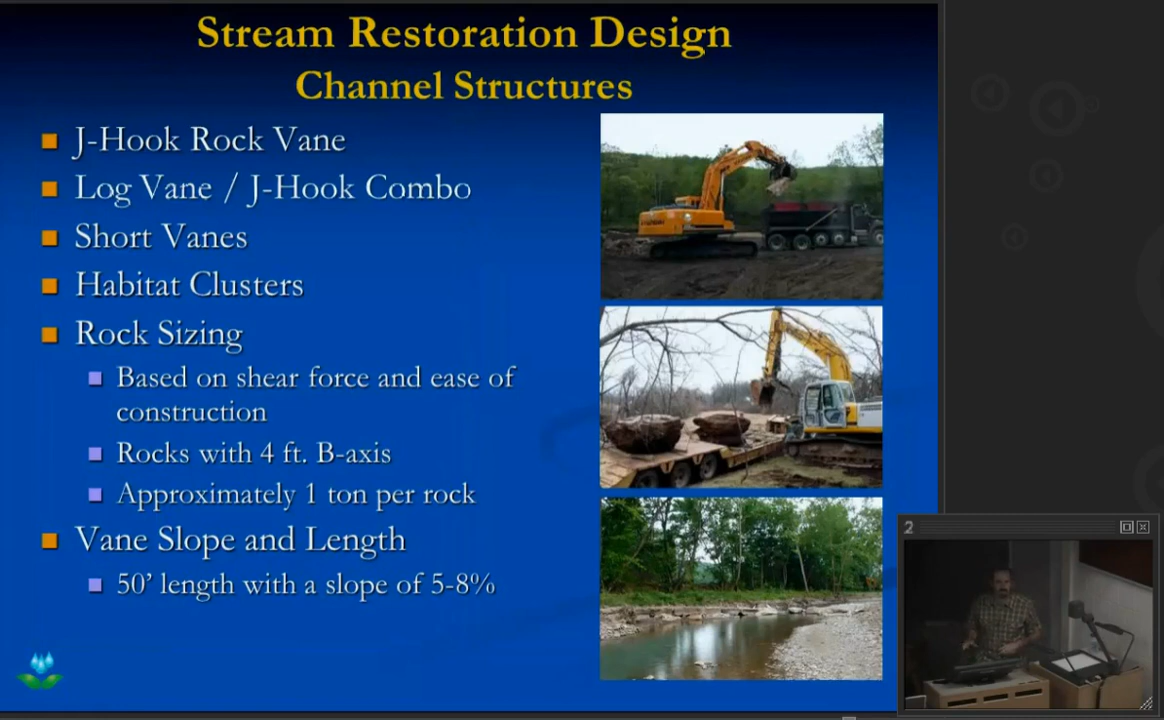 Stream Restoration Design
Channel Structures
J-Hook Rock Vane
Log Vane / J-Hook Combo
Short Vanes
Habitat Clusters
Rock Sizing
Based on shear force and ease of
construction
Rocks with 4 ft. B-axis
Approximately 1 ton per rock
Vane Slope and Length
50’ length with a slope of 5-8%
2